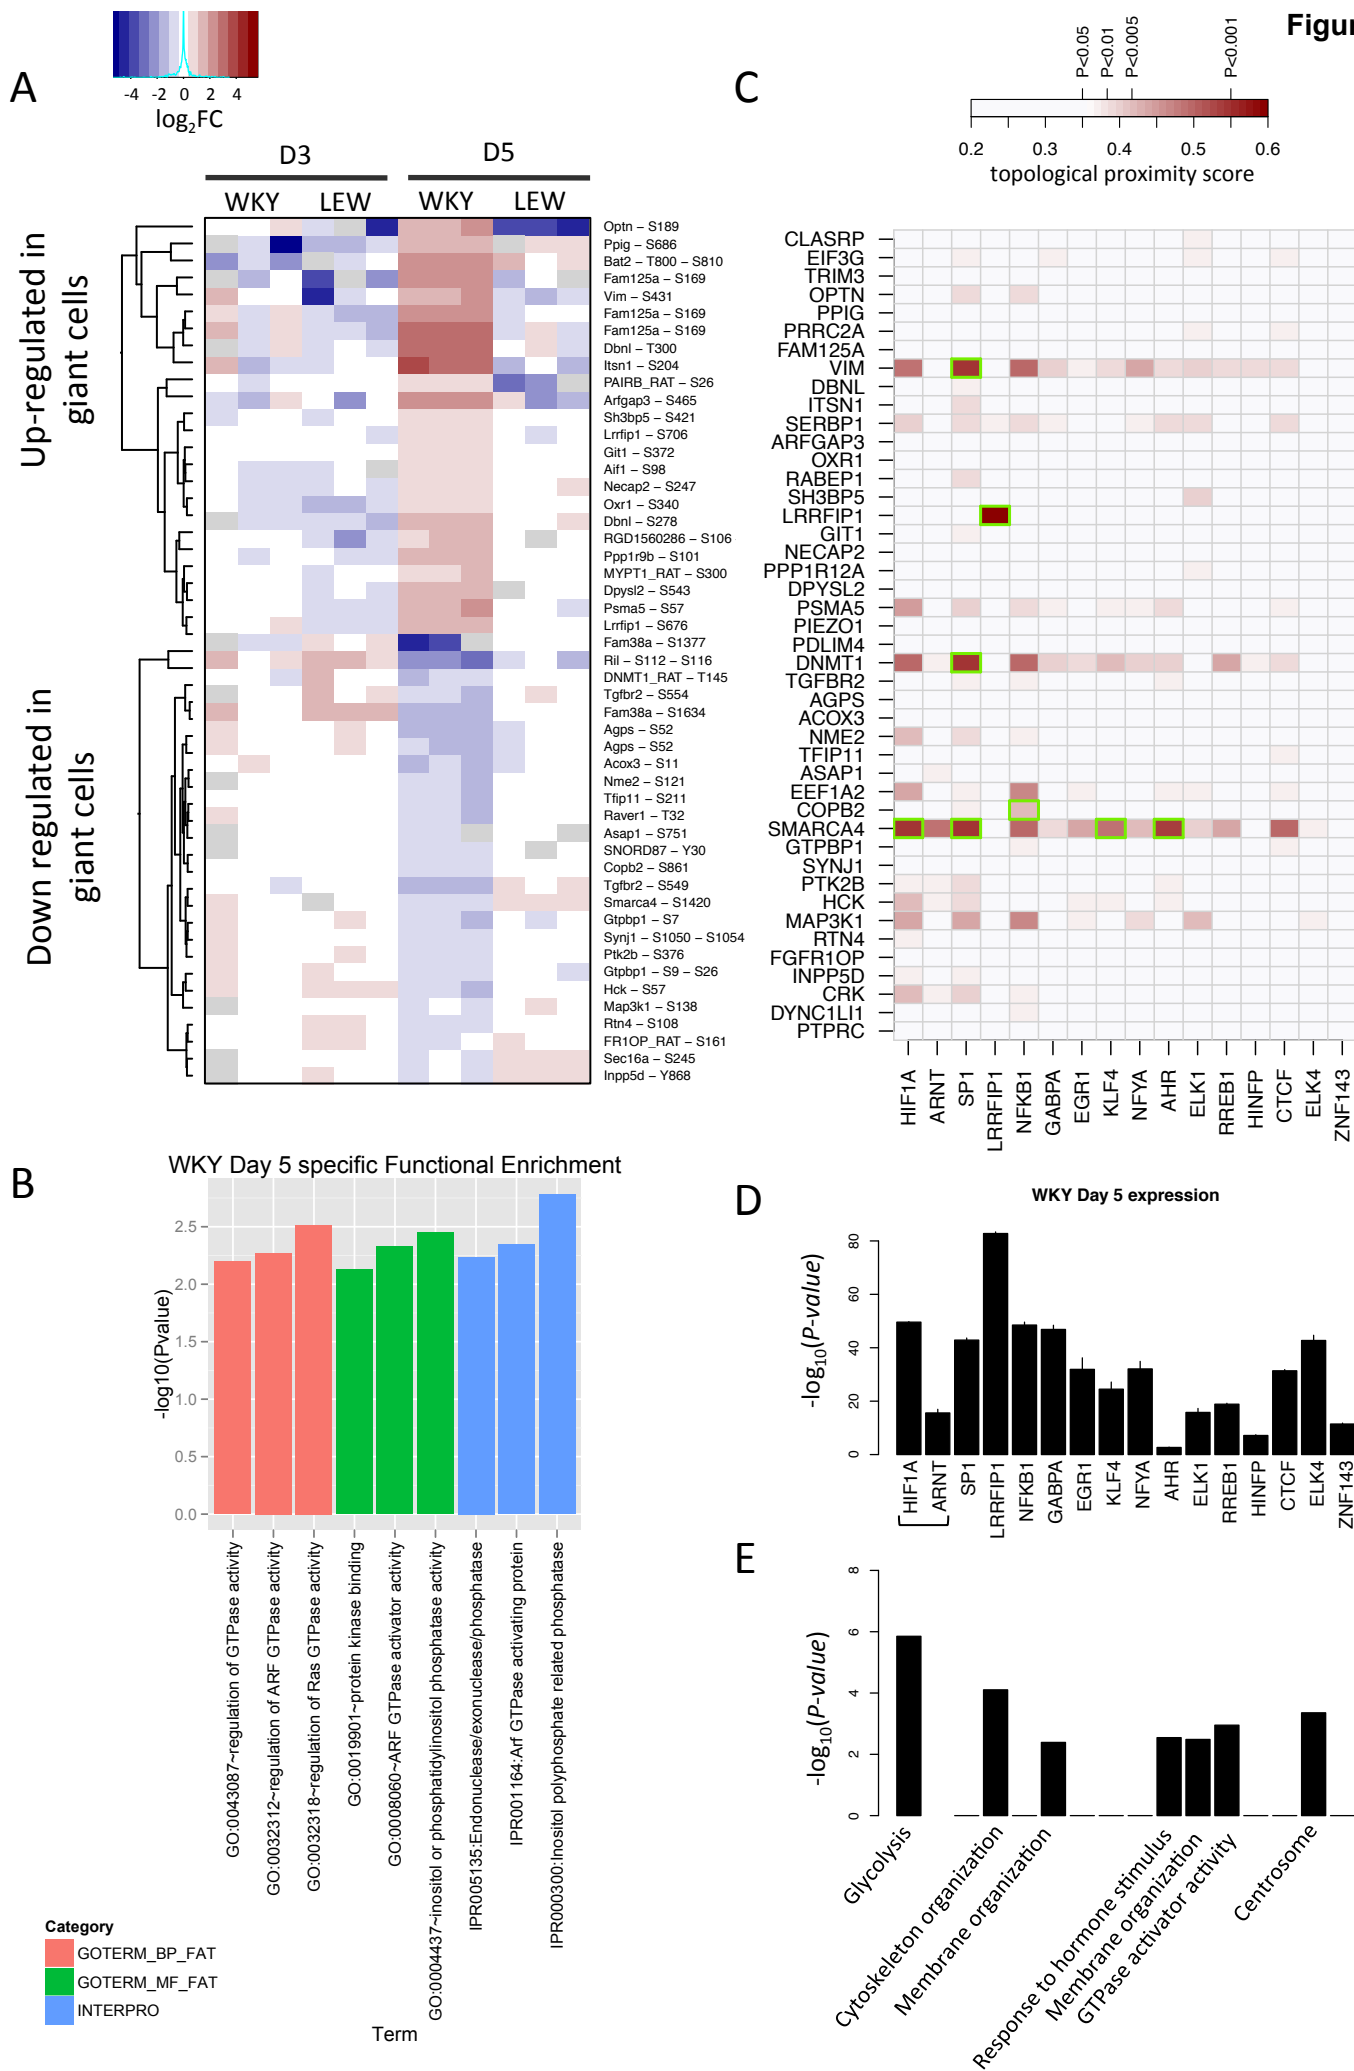 Figur
A
-4 -2 0 2 4
log2FC
D3 D5
WKY LEW WKY LEW
Up-regulated in
giant cells
Down regulated in
giant cells
Optn – S189
Ppig – S686
Bat2 – T800 – S810
Fam125a – S169
Vim – S431
Fam125a – S169
Fam125a – S169
Dbnl – T300
Itsn1 – S204
PAIRB_RAT – S26
Arfgap3 – S465
Sh3bp5 – S421
Lrrfip1 – S706
Git1 – S372
Aif1 – S98
Necap2 – S247
Oxr1 – S340
Dbnl – S278
RGD1560286 – S106
Ppp1r9b – S101
MYPT1_RAT – S300
Dpysl2 – S543
Psma5 – S57
Lrrfip1 – S676
Fam38a – S1377
Ril – S112 – S116
DNMT1_RAT – T145
Tgfbr2 – S554
Fam38a – S1634
Agps – S52
Agps – S52
Acox3 – S11
Nme2 – S121
Tfip11 – S211
Raver1 – T32
Asap1 – S751
SNORD87 – Y30
Copb2 – S861
Tgfbr2 – S549
Smarca4 – S1420
Gtpbp1 – S7
Synj1 – S1050 – S1054
Ptk2b – S376
Gtpbp1 – S9 – S26
Hck – S57
Map3k1 – S138
Rtn4 – S108
FR1OP_RAT – S161
Sec16a – S245
Inpp5d – Y868
C
P<0.05
P<0.01
P<0.005
P<0.001
0.2 0.3 0.4 0.5 0.6
topological proximity score
CLASRP
EIF3G
TRIM3
OPTN
PPIG
PRRC2A
FAM125A
VIM
DBNL
ITSN1
SERBP1
ARFGAP3
OXR1
RABEP1
SH3BP5
LRRFIP1
GIT1
NECAP2
PPP1R12A
DPYSL2
PSMA5
PIEZO1
PDLIM4
DNMT1
TGFBR2
AGPS
ACOX3
NME2
TFIP11
ASAP1
EEF1A2
COPB2
SMARCA4
GTPBP1
SYNJ1
PTK2B
HCK
MAP3K1
RTN4
FGFR1OP
INPP5D
CRK
DYNC1LI1
PTPRC
HIF1A
ARNT
SP1
LRRFIP1
NFKB1
GABPA
EGR1
KLF4
NFYA
AHR
ELK1
RREB1
HINFP
CTCF
ELK4
ZNF143
B
WKY Day 5 specific Functional Enrichment
-log10(Pvalue)
2.5
2.0
1.5
1.0
0.5
0.0
GO:0043087~regulation of GTPase activity
GO:0032312~regulation of ARF GTPase activity
GO:0032318~regulation of Ras GTPase activity
GO:0019901~protein kinase binding
GO:0008060~ARF GTPase activator activity
GO:0004437~inositol or phosphatidylinositol phosphatase activity
IPR005135:Endonuclease/exonuclease/phosphatase
IPR001164:Arf GTPase activating protein
IPR000300:Inositol polyphosphate related phosphatase
Term
Category
GOTERM_BP_FAT
GOTERM_MF_FAT
INTERPRO
D
WKY Day 5 expression
-log10(P-value)
80
60
40
20
0
HIF1A
ARNT
SP1
LRRFIP1
NFKB1
GABPA
EGR1
KLF4
NFYA
AHR
ELK1
RREB1
HINFP
CTCF
ELK4
ZNF143
E
-log10(P-value)
8
6
4
2
0
Glycolysis
Cytoskeleton organization
Membrane organization
Response to hormone stimulus
Membrane organization
GTPase activator activity
Centrosome